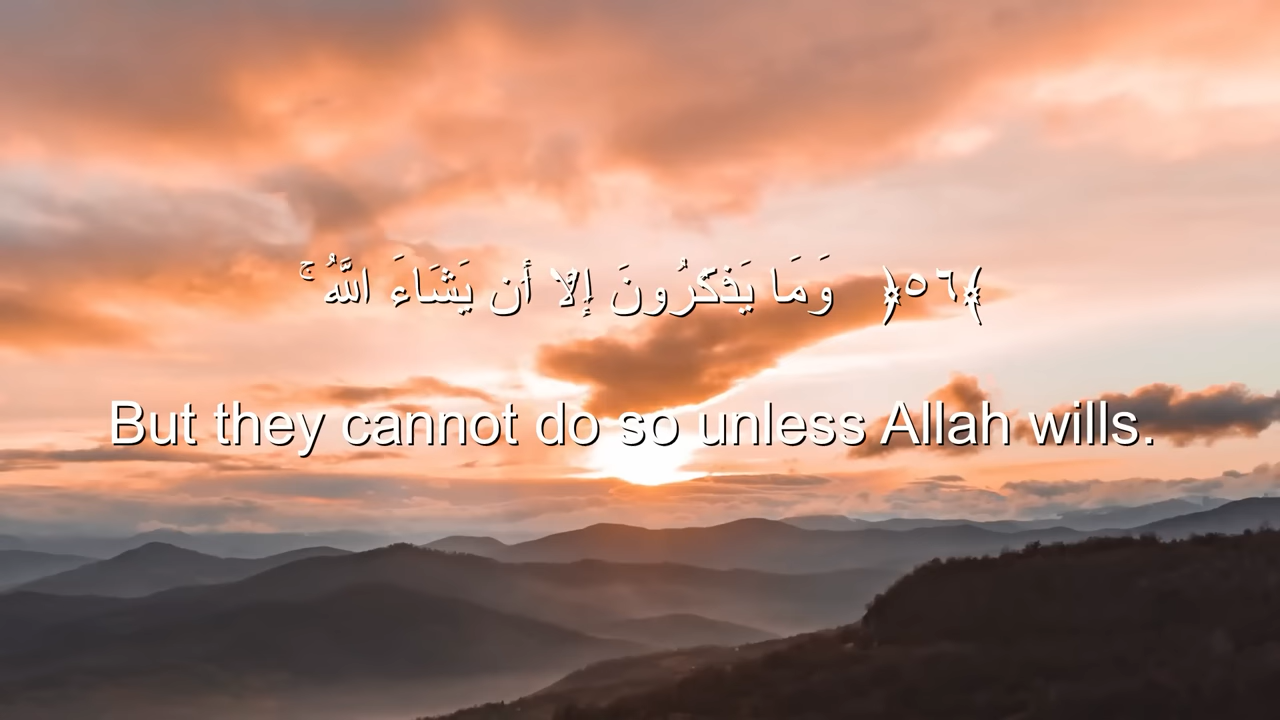 ﴿٥٦﴾ وَمَا يَذْكُرُونَ إِلَّا أَن يَشَاءَ اللَّهُ ۚ
But they cannot do so unless Allah wills.